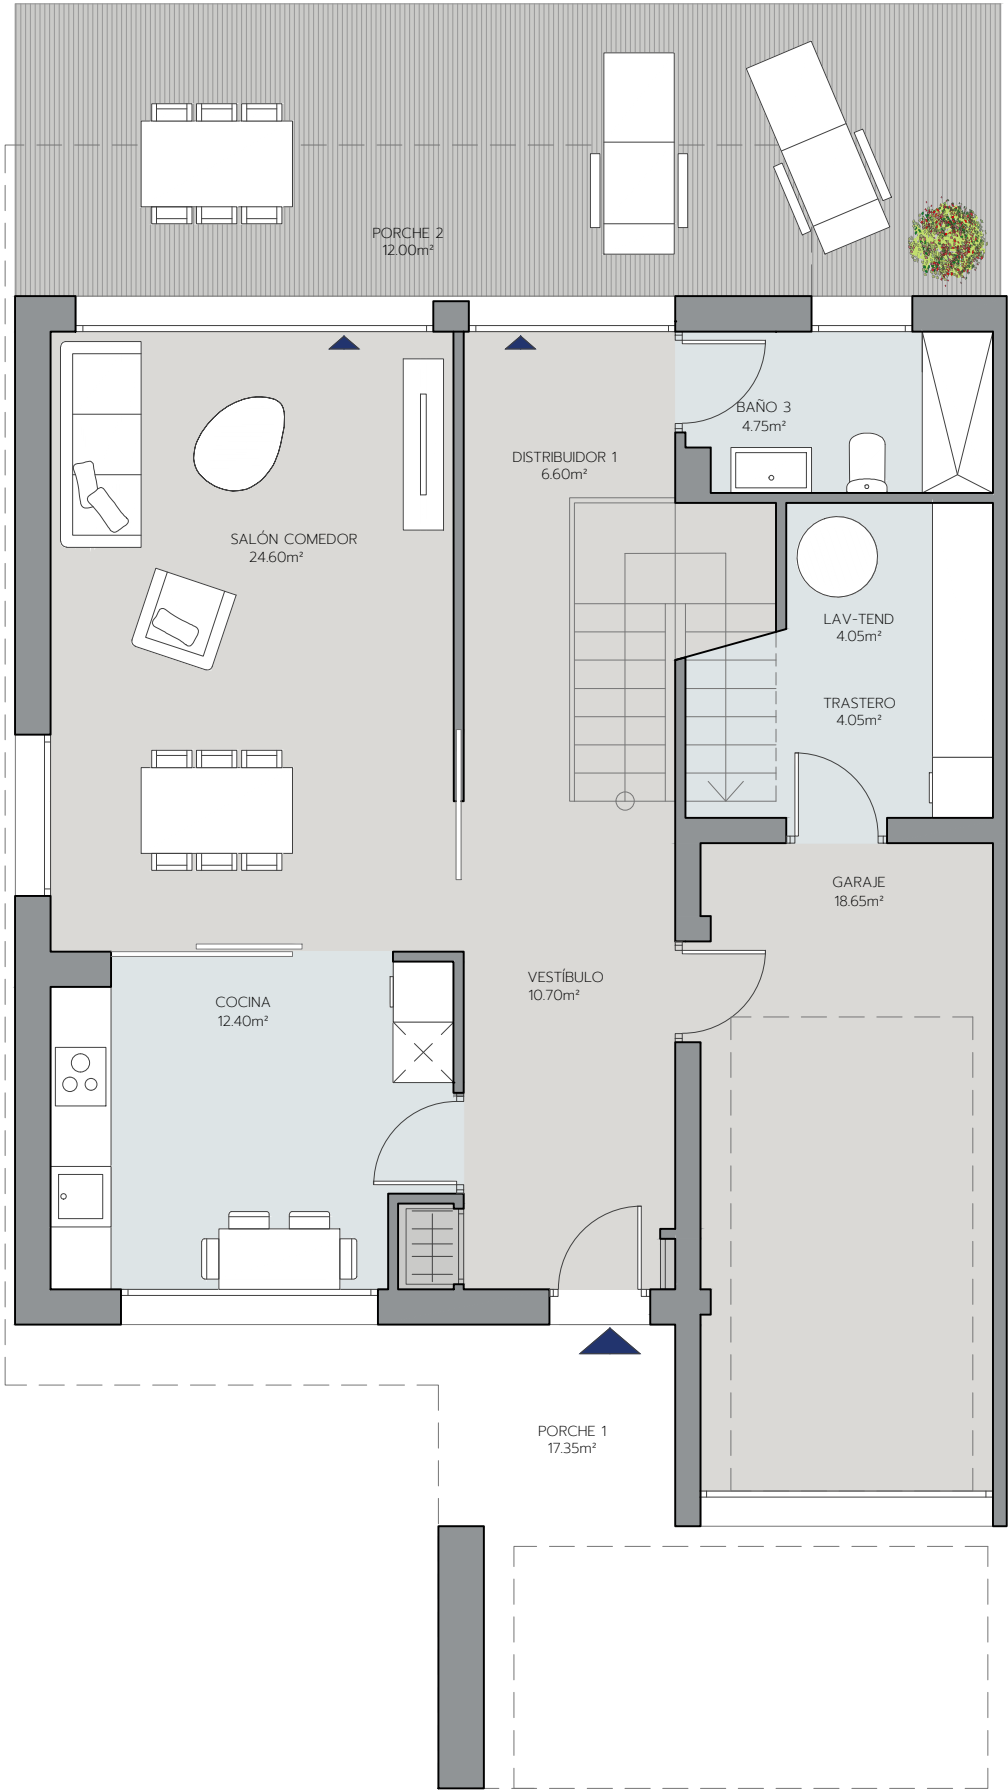 PORCHE 2
12.00m²
BAÑO 3
4.75m²
DISTRIBUIDOR 1
6.60m²
SALÓN COMEDOR
24.60m²
LAV-TEND
4.05m²
TRASTERO
4.05m²
GARAJE
18.65m²
VESTÍBULO
10.70m²
COCINA
12.40m²
PORCHE 1
17.35m²